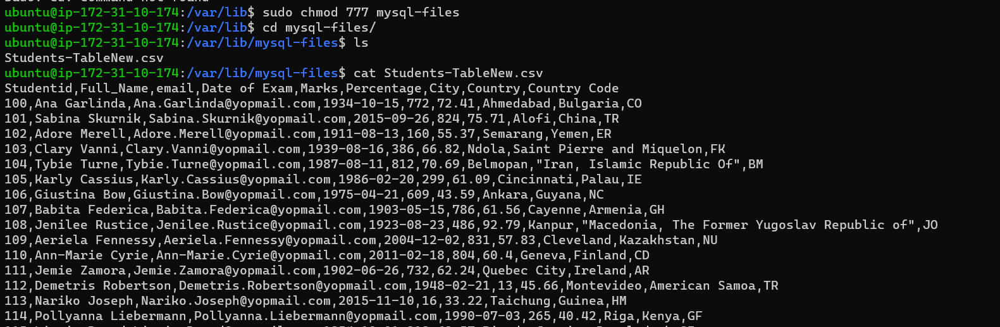 ubuntu@ip-172-31-10-174:/var/lib$ sudo chmod 777 mysql-files
ubuntu@ip-172-31-10-174:/var/lib$ cd mysql-files/
ubuntu@ip-172-31-10-174:/var/lib/mysql-files$ ls
Students-TableNew.csv
ubuntu@ip-172-31-10-174:/var/lib/mysql-files$ cat Students-TableNew.csv
Studentid,Full_Name,email,Date of Exam,Marks,Percentage,City,Country,Country Code
100,Ana Garlinda,Ana.Garlinda@yopmail.com,1934-10-15,772,72.41,Ahmedabad,Bulgaria,CO
101,Sabina Skurnik,Sabina.Skurnik@yopmail.com,2015-09-26,824,75.71,Alofi,China,TR
102,Adore Merell,Adore.Merell@yopmail.com,1911-08-13,160,55.37,Semarang,Yemen,ER
103,Clary Vanni,Clary.Vanni@yopmail.com,1939-08-16,386,66.82,Ndola,Saint Pierre and Miquelon,FK
104,Tybie Turne,Tybie.Turne@yopmail.com,1987-08-11,812,70.69,Belmopan,"Iran, Islamic Republic Of",BM
105,Karly Cassius,Karly.Cassius@yopmail.com,1986-02-20,299,61.09,Cincinnati,Palau,IE
106,Giustina Bow,Giustina.Bow@yopmail.com,1975-04-21,609,43.59,Ankara,Guyana,NC
107,Babita Federica,Babita.Federica@yopmail.com,1903-05-15,786,61.56,Cayenne,Armenia,GH
108,Jenilee Rustice,Jenilee.Rustice@yopmail.com,1923-08-23,486,92.79,Kanpur,"Macedonia, The Former Yugoslav Republic of",JO
109,Aeriela Fennessy,Aeriela.Fennessy@yopmail.com,2004-12-02,831,57.83,Cleveland,Kazakhstan,NU
110,Ann-Marie Cyrie,Ann-Marie.Cyrie@yopmail.com,2011-02-18,804,60.4,Geneva,Finland,CD
111,Jemie Zamora,Jemie.Zamora@yopmail.com,1902-06-26,732,62.24,Quebec City,Ireland,AR
112,Demetris Robertson,Demetris.Robertson@yopmail.com,1948-02-21,13,45.66,Montevideo,American Samoa,TR
113,Nariko Joseph,Nariko.Joseph@yopmail.com,2015-11-10,16,33.22,Taichung,Guinea,HM
114,Pollyanna Liebermann,Pollyanna.Liebermann@yopmail.com,1990-07-03,265,40.42,Riga,Kenya,GF